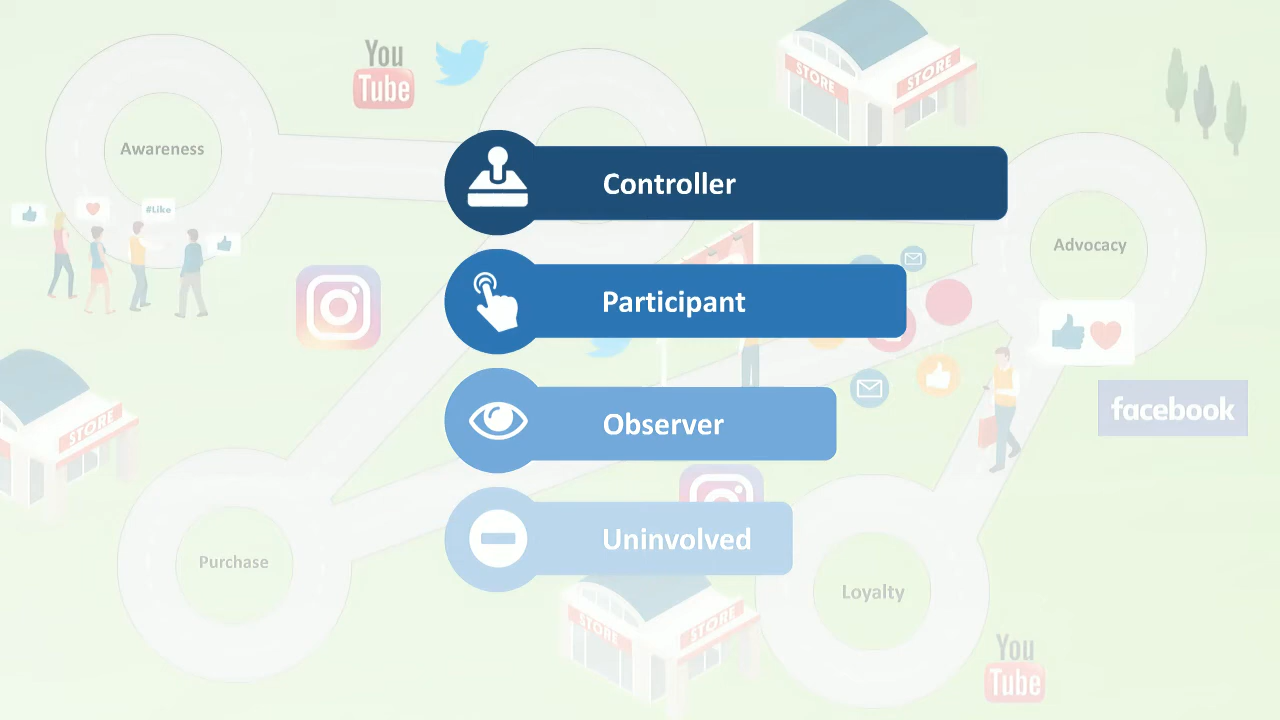 You
Tube
STORE
STORE
Awareness
#Like
Controller
Advocacy
Participant
facebook
Observer
STORE
Uninvolved
Purchase
Loyalty
STORE
STORE
You
Tube